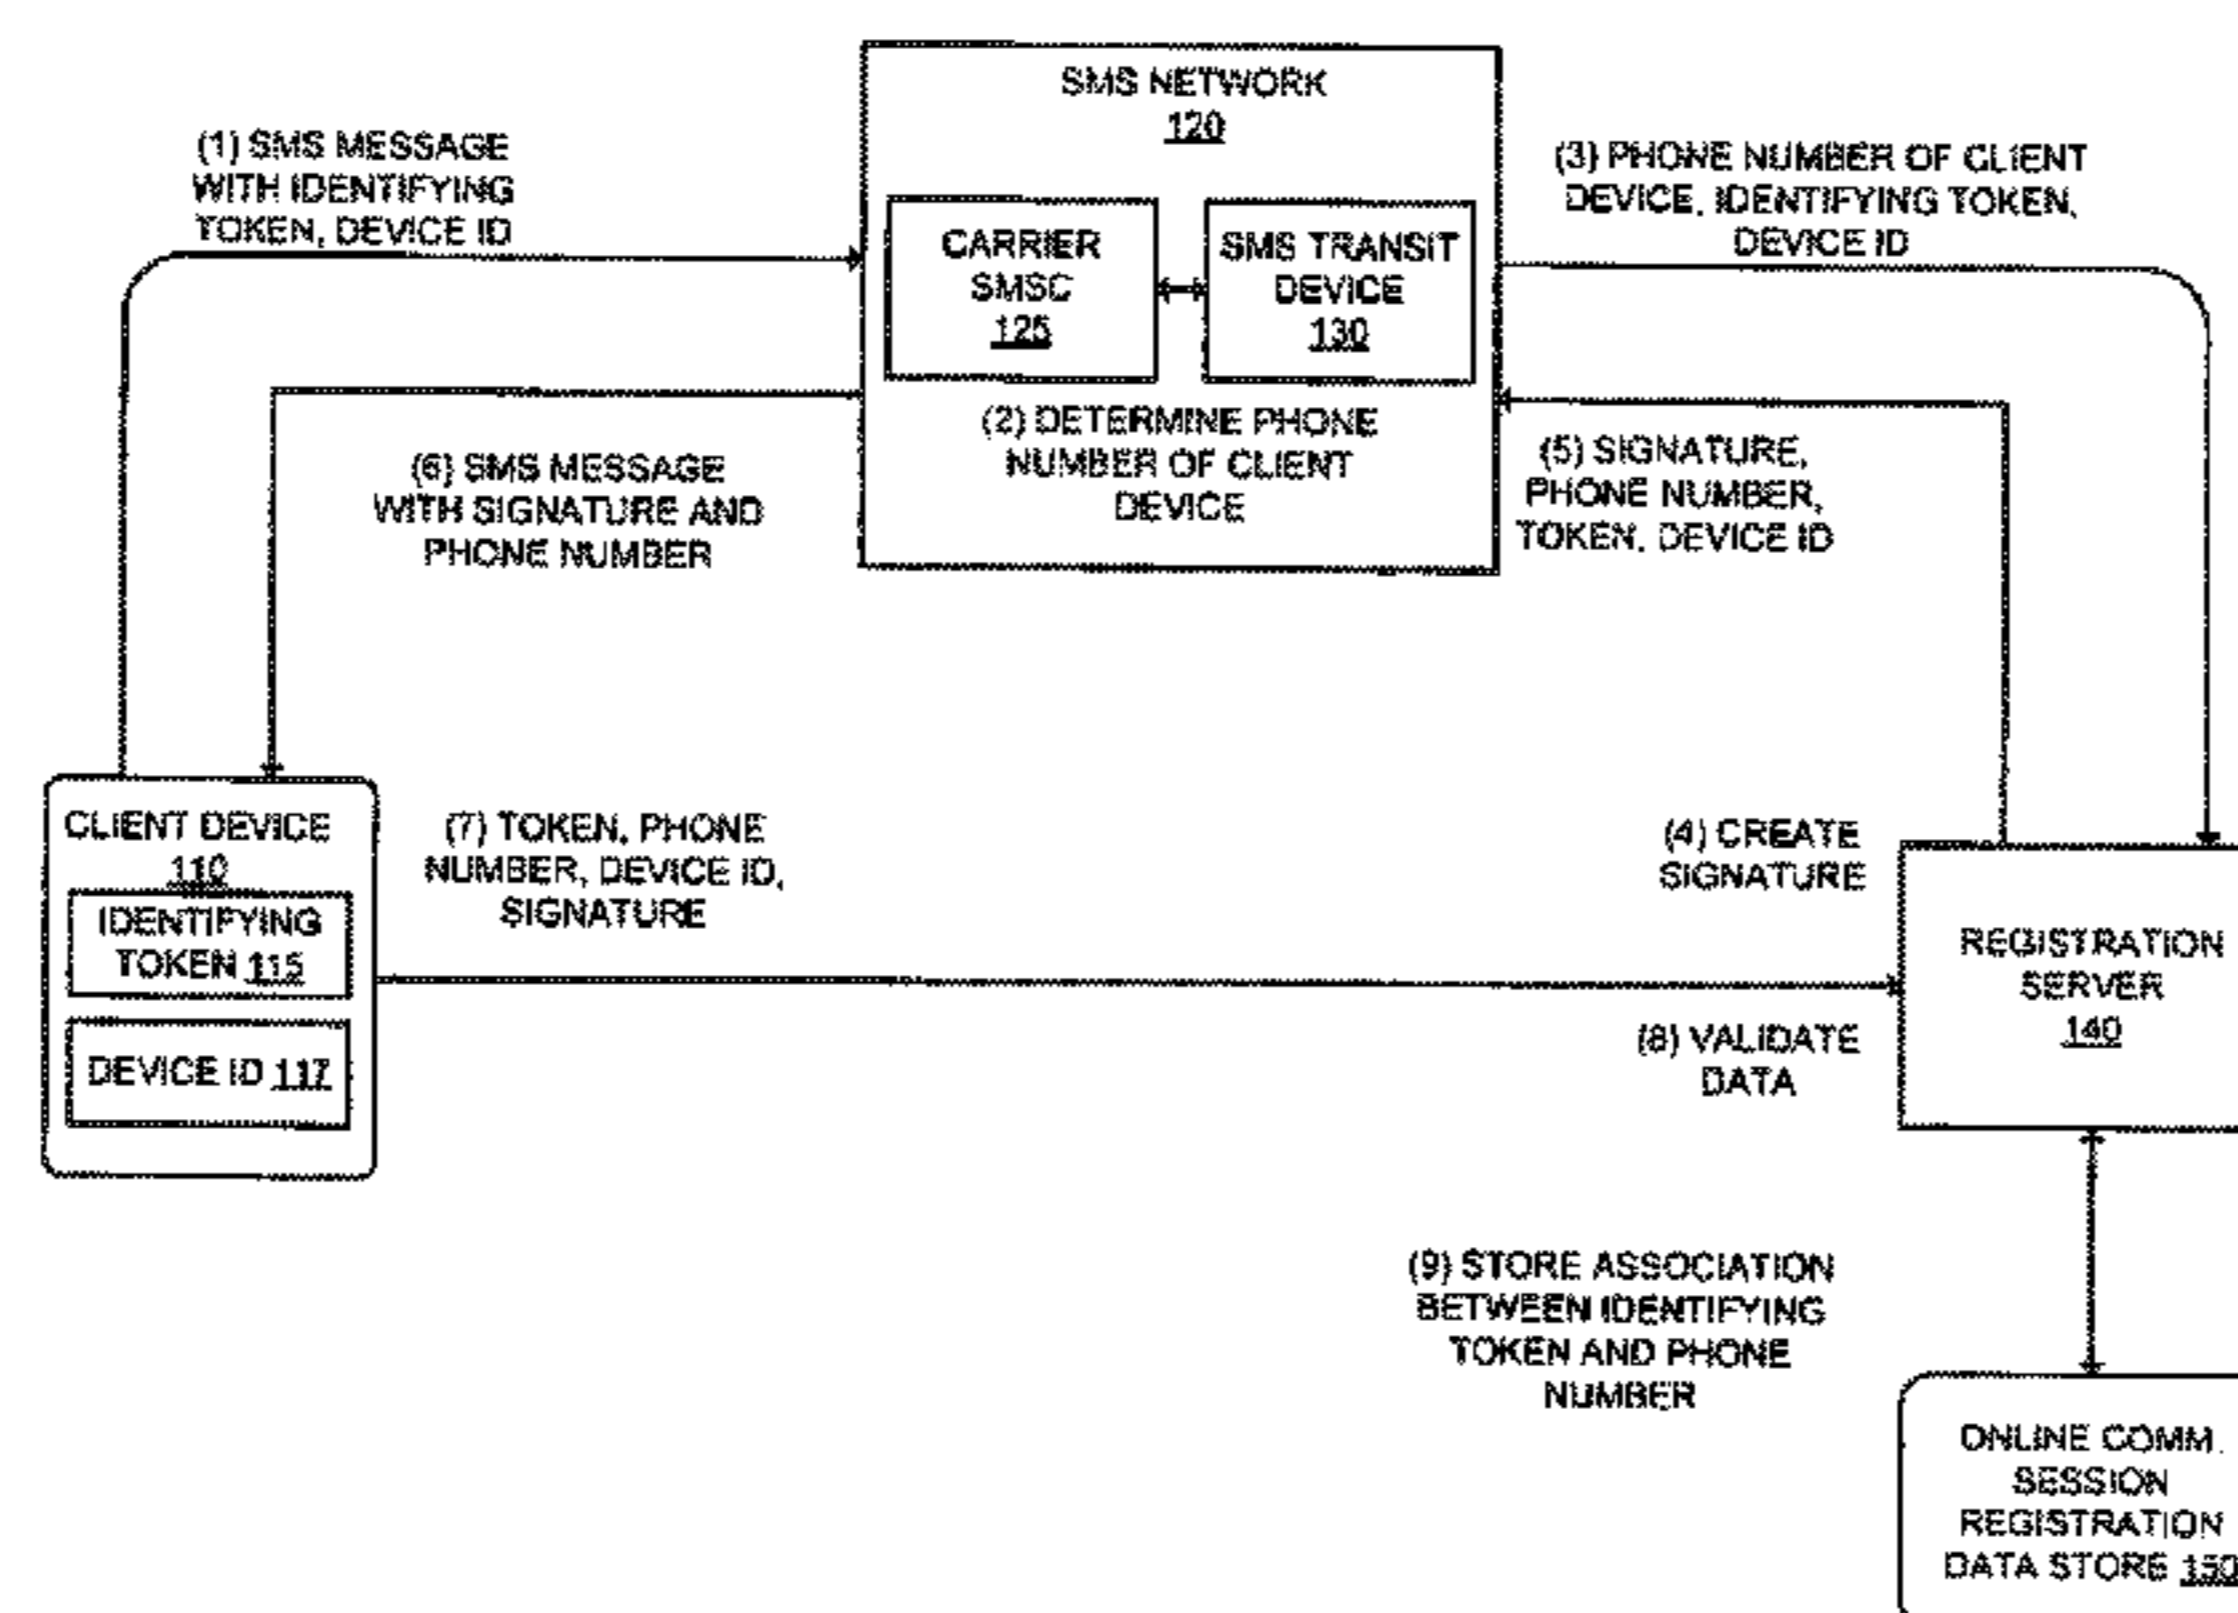 SMS NETWORK
120
(1) SMS MESSAGE
WITH IDENTIFYING
TOKEN, DEVICE ID
(3) PHONE NUMBER OF CLIENT
DEVICE, IDENTIFYING TOKEN,
DEVICE ID
CARRIER
SMSC
125
SMS TRANSIT
DEVICE
130
(2) DETERMINE PHONE
NUMBER OF CLIENT
DEVICE
(6) SMS MESSAGE
WITH SIGNATURE AND
PHONE NUMBER
(5) SIGNATURE,
PHONE NUMBER,
TOKEN, DEVICE ID
CLIENT DEVICE
110
IDENTIFYING
TOKEN 115
DEVICE ID 117
(7) TOKEN, PHONE
NUMBER, DEVICE ID,
SIGNATURE
(4) CREATE
SIGNATURE
REGISTRATION
SERVER
140
(8) VALIDATE
DATA
(9) STORE ASSOCIATION
BETWEEN IDENTIFYING
TOKEN AND PHONE
NUMBER
ONLINE COMM.
SESSION
REGISTRATION
DATA STORE 150